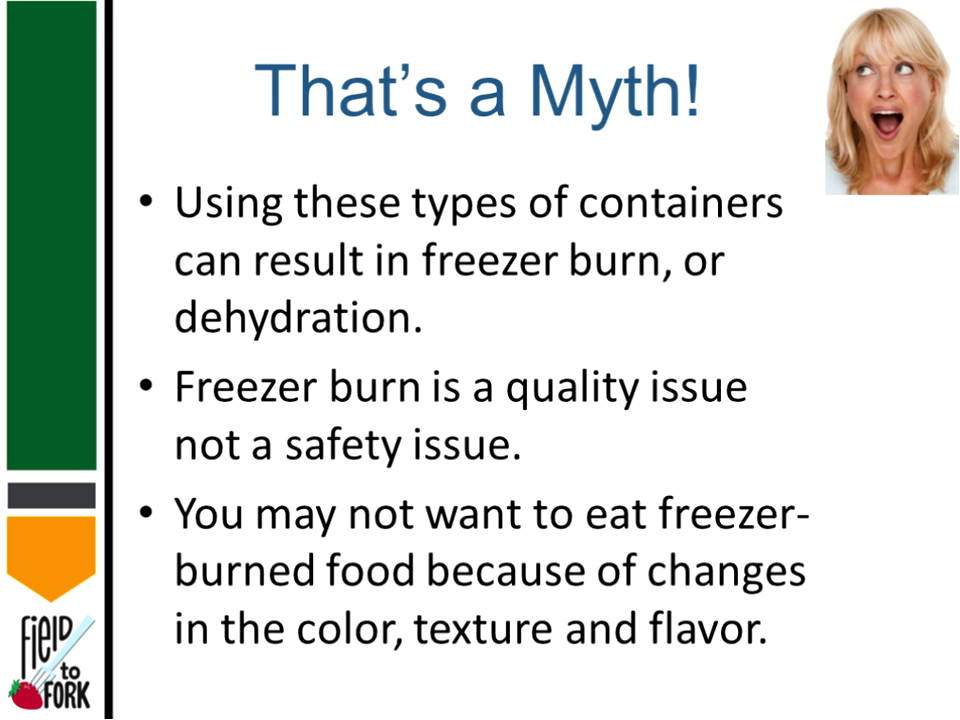 That’s a Myth!
• Using these types of containers
can result in freezer burn, or
dehydration.
• Freezer burn is a quality issue
not a safety issue.
• You may not want to eat freezer-
burned food because of changes
in the color, texture and flavor.
FiELD
to
FORK